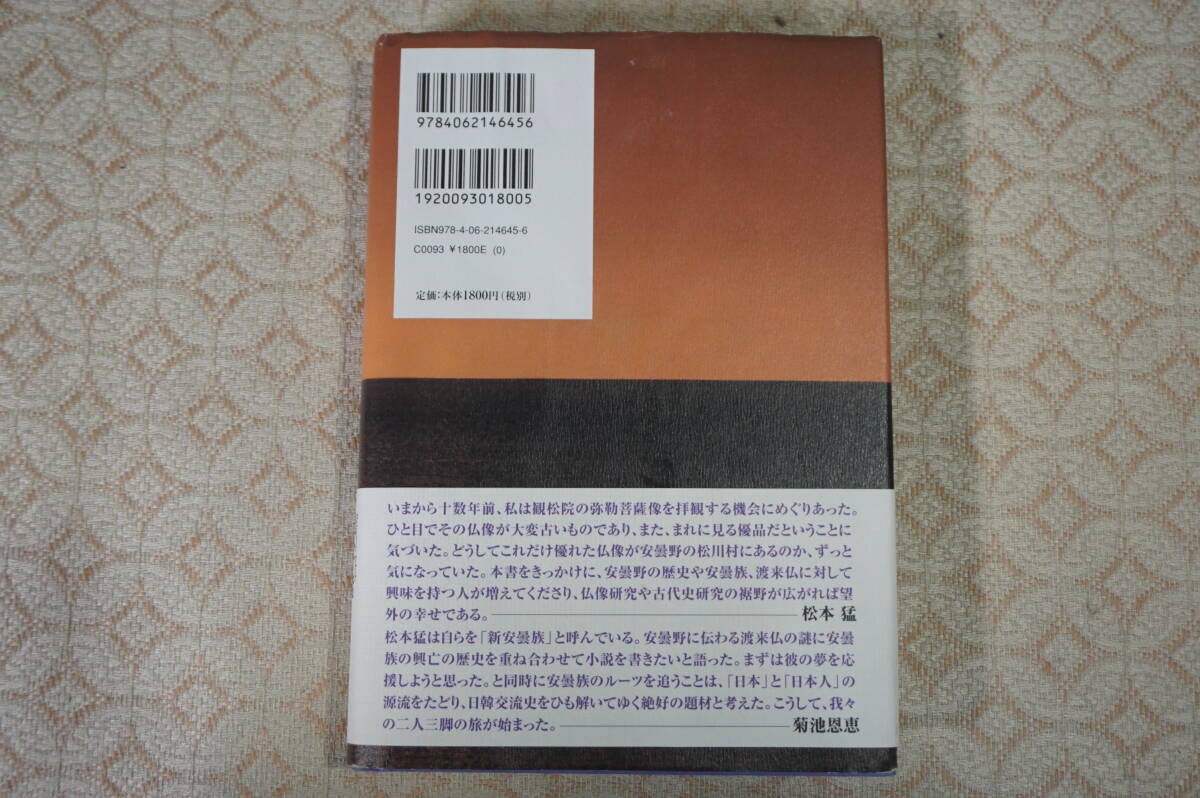 9784062146456
1920093018005
ISBN978-4-06-214645-6
C0093 ¥1800E (0)
定価:本体1800円(税別)
いまから十数年前、私は観松院の弥勒菩薩像を拝観する機会にめぐりあった。
ひと目でその仏像が大変古いものであり、また、まれに見る優品だということに
気づいた。どうしてこれだけ優れた仏像が安曇野の松川村にあるのか、ずっと
気になっていた。本書をきっかけに、安曇野の歴史や安曇族、渡来仏に対して
興味を持つ人が増えてくださり、仏像研究や古代史研究の裾野が広がれば望
外の幸せである。――松本 猛
松本猛は自らを「新安曇族」と呼んでいる。安曇野に伝わる渡来仏の謎に安曇
族の興亡の歴史を重ね合わせて小説を書きたいと語った。まずは彼の夢を応
援しようと思った。と同時に安曇族のルーツを追うことは、「日本」と「日本人」の
源流をたどり、日韓交流史をひも解いてゆく絶好の題材と考えた。こうして、我々
の二人三脚の旅が始まった。――菊池恩恵